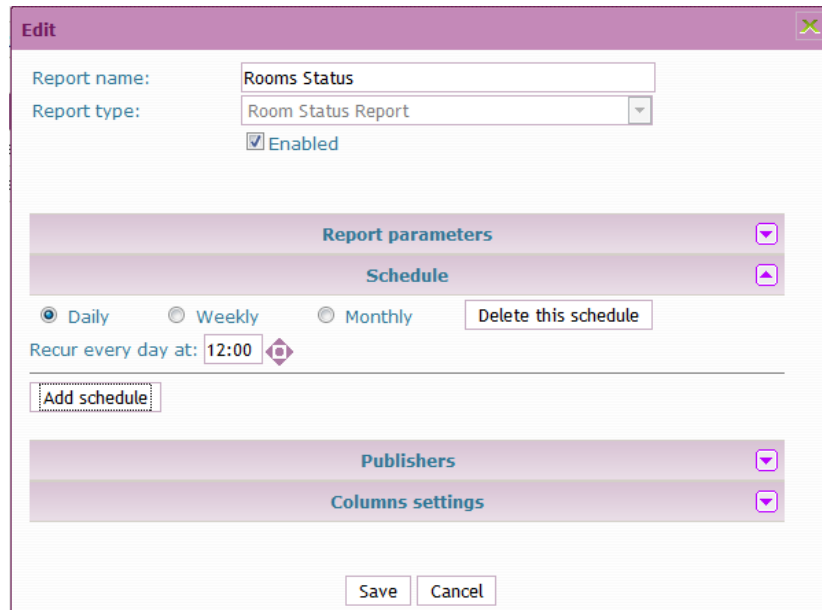 Edit
Report name: Rooms Status
Report type: Room Status Report
Enabled
Report parameters
Schedule
Daily Weekly Monthly Delete this schedule
Recur every day at: 12:00
Add schedule
Publishers
Columns settings
Save Cancel